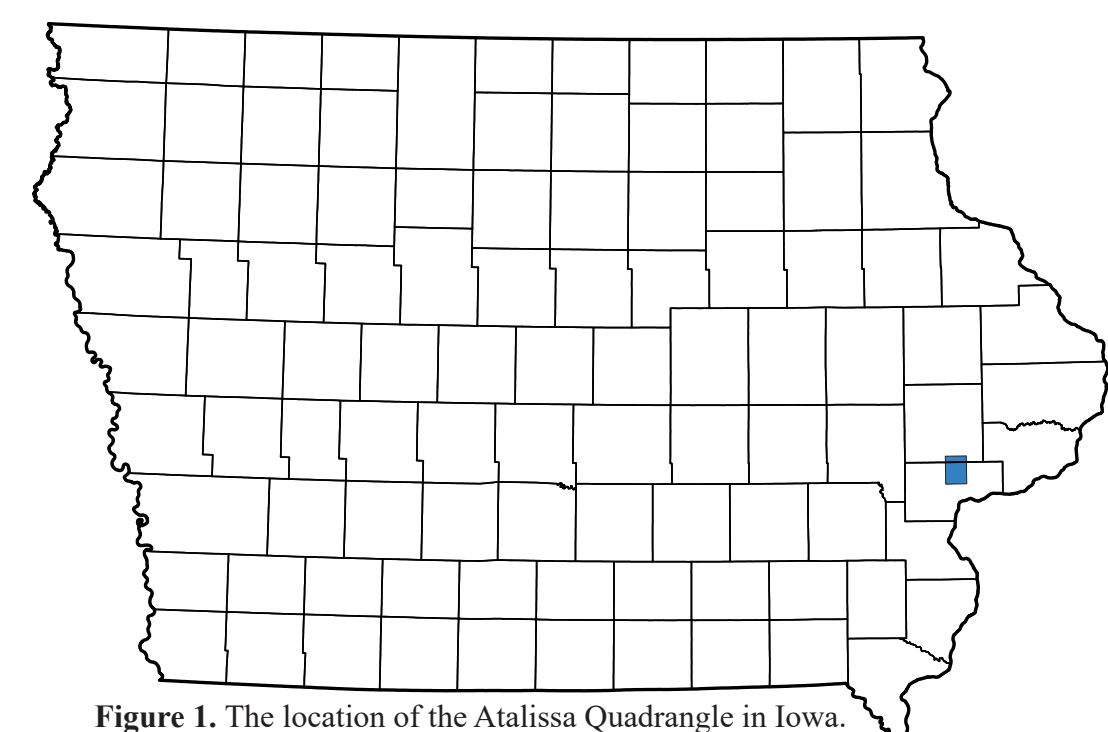 Figure 1. The location of the Atalissa Quadrangle in Iowa.